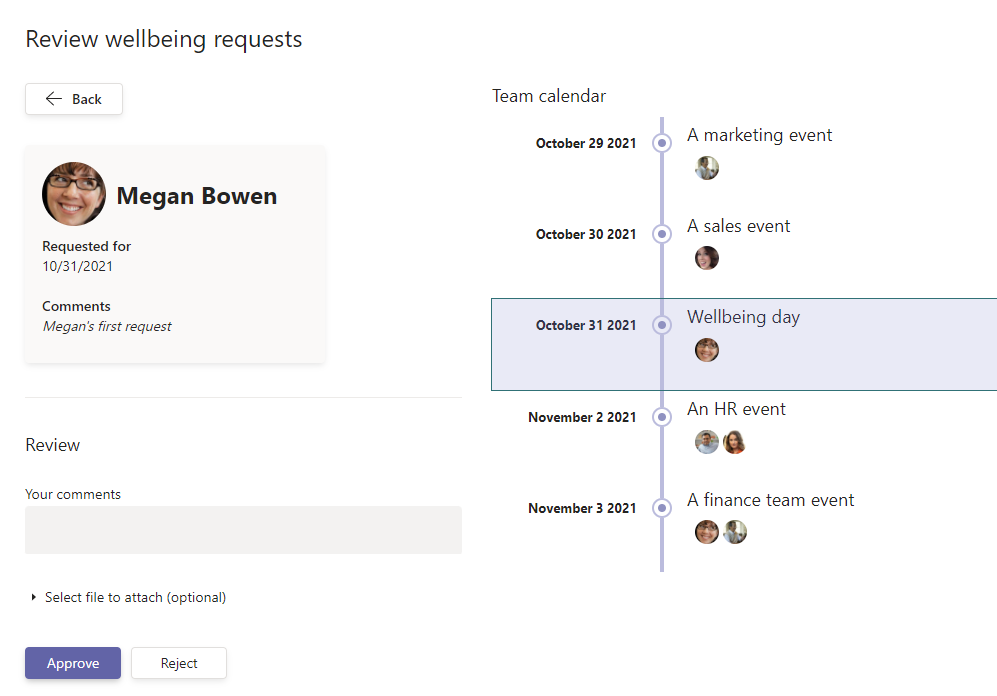 Review wellbeing requests
Back
Megan Bowen
Requested for
10/31/2021
Comments
Megan's first request
Review
Your comments
Select file to attach (optional)
Approve
Reject
Team calendar
October 29 2021
A marketing event
October 30 2021
A sales event
October 31 2021
Wellbeing day
November 2 2021
An HR event
November 3 2021
A finance team event